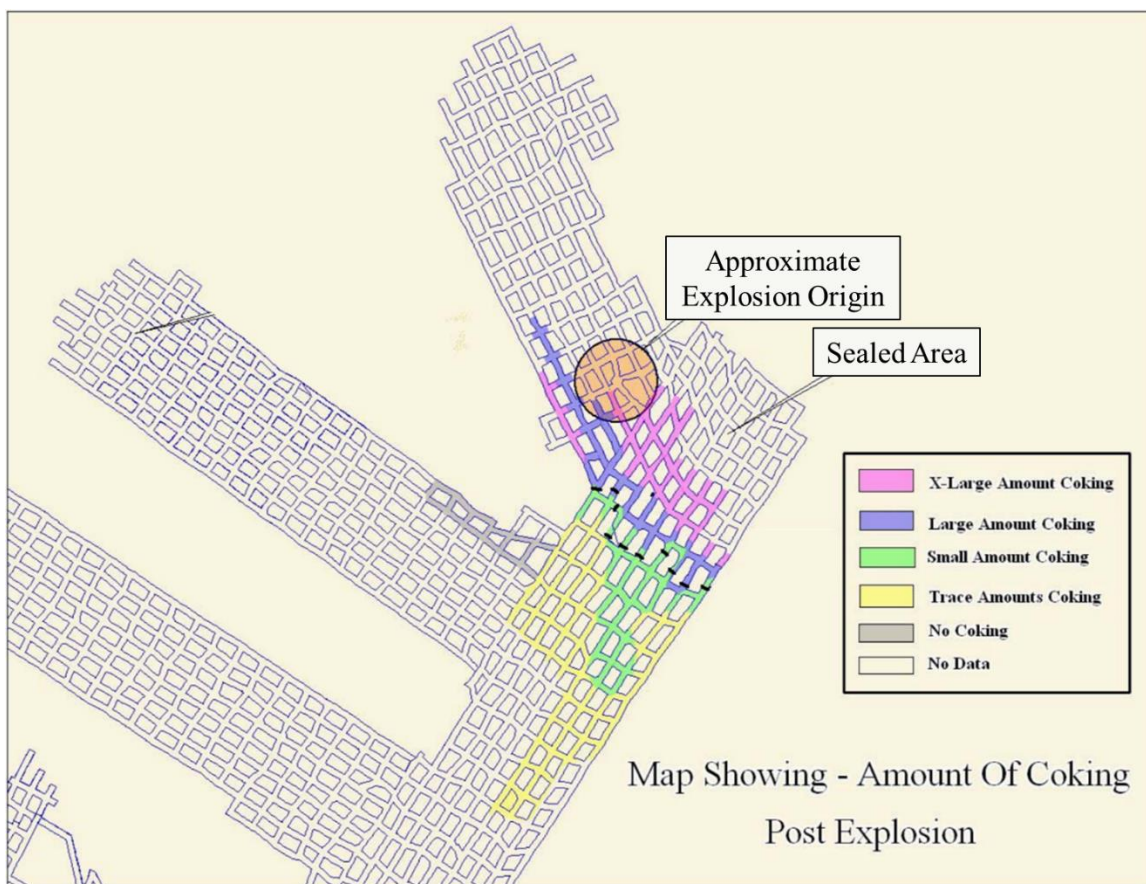 Approximate
Explosion Origin
Sealed Area
X-Large Amount Coking
Large Amount Coking
Small Amount Coking
Trace Amounts Coking
No Coking
No Data
Map Showing - Amount Of Coking
Post Explosion